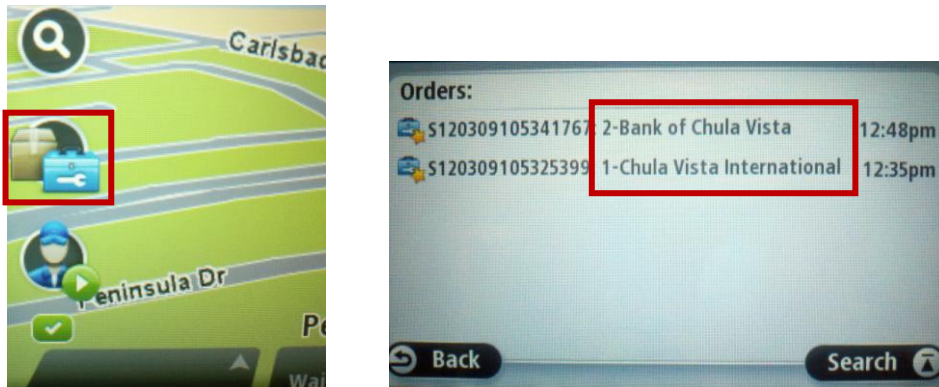 Carlsbad
Peninsula Dr
Orders:
S120309105341767: 2-Bank of Chula Vista 12:48pm
S120309105325399 1-Chula Vista International 12:35pm
Back
Search